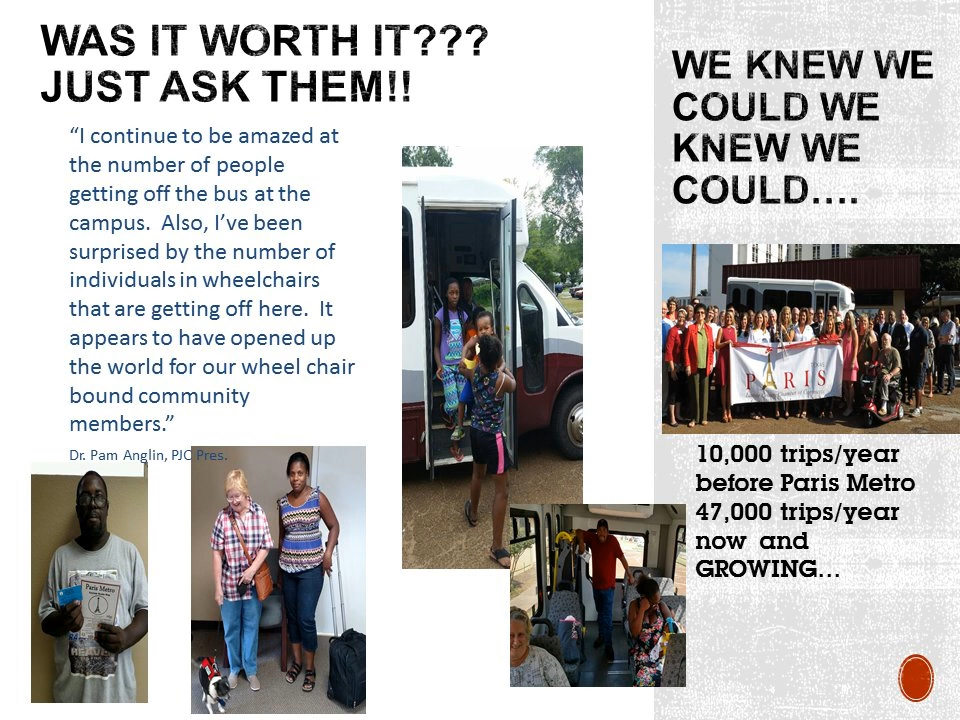 WAS IT WORTH IT???
JUST ASK THEM!!
“I continue to be amazed at
the number of people
getting off the bus at the
campus.  Also, I’ve been
surprised by the number of
individuals in wheelchairs
that are getting off here.  It
appears to have opened up
the world for our wheel chair
bound community
members.”
Dr. Pam Anglin, PJC Pres.
Paris Metro
WE KNEW WE
COULD WE
KNEW WE
COULD….
PARIS
10,000 trips/year
before Paris Metro
47,000 trips/year
now  and
GROWING…